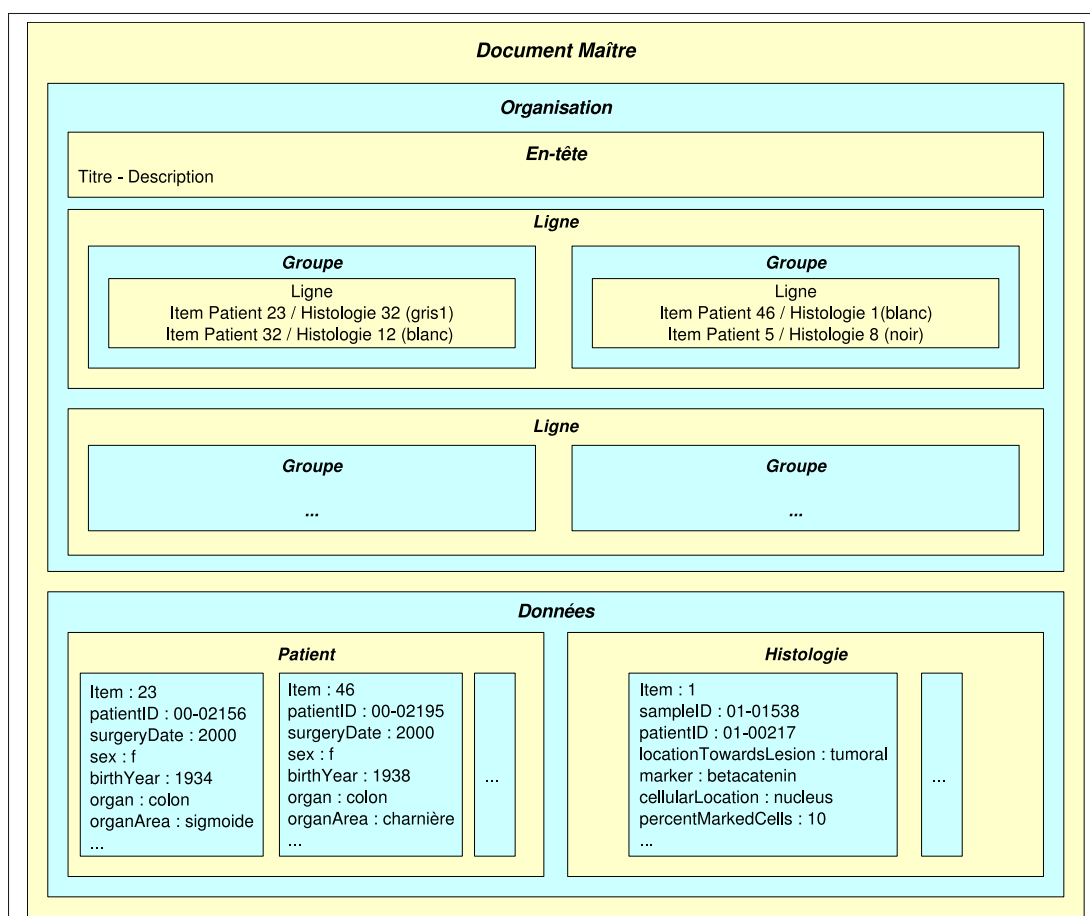 Document Maître
Organisation
En-tête
Titre - Description
Ligne
Groupe
Ligne
Item Patient 23 / Histologie 32 (gris1)
Item Patient 32 / Histologie 12 (blanc)
Groupe
Ligne
Item Patient 46 / Histologie 1(blanc)
Item Patient 5 / Histologie 8 (noir)
Ligne
Groupe
...
Groupe
...
Données
Patient
Item : 23
patientID : 00-02156
surgeryDate : 2000
sex : f
birthYear : 1934
organ : colon
organArea : sigmoide
...
Item : 46
patientID : 00-02195
surgeryDate : 2000
sex : f
birthYear : 1938
organ : colon
organArea : charnière
...
...
Histologie
Item : 1
sampleID : 01-01538
patientID : 01-00217
locationTowardsLesion : tumoral
marker : betacatenin
cellularLocation : nucleus
percentMarkedCells : 10
...
...